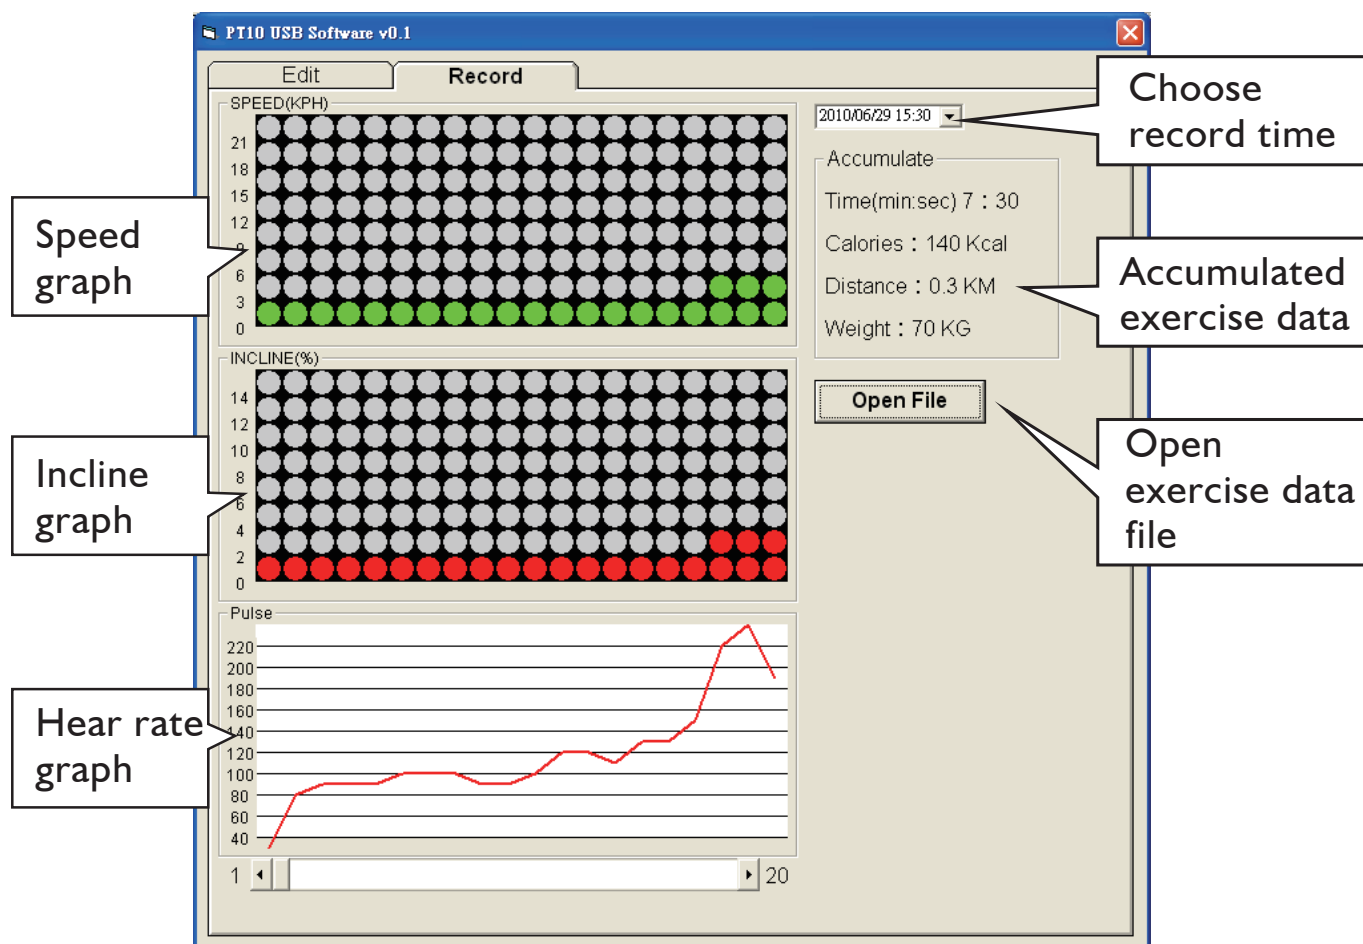 PT10 USB Software v0.1
Edit
Record
SPEED(KPH)
21
18
15
12
9
6
3
0
Speed
graph
INCLINE(%)
14
12
10
8
6
4
2
0
Incline
graph
Pulse
220
200
180
160
140
120
100
80
60
40
Hear rate
graph
1
20
2010/06/29 15:30
Choose
record time
Accumulate
Time(min:sec) 7 : 30
Calories : 140 Kcal
Distance : 0.3 KM
Weight : 70 KG
Accumulated
exercise data
Open File
Open
exercise data
file